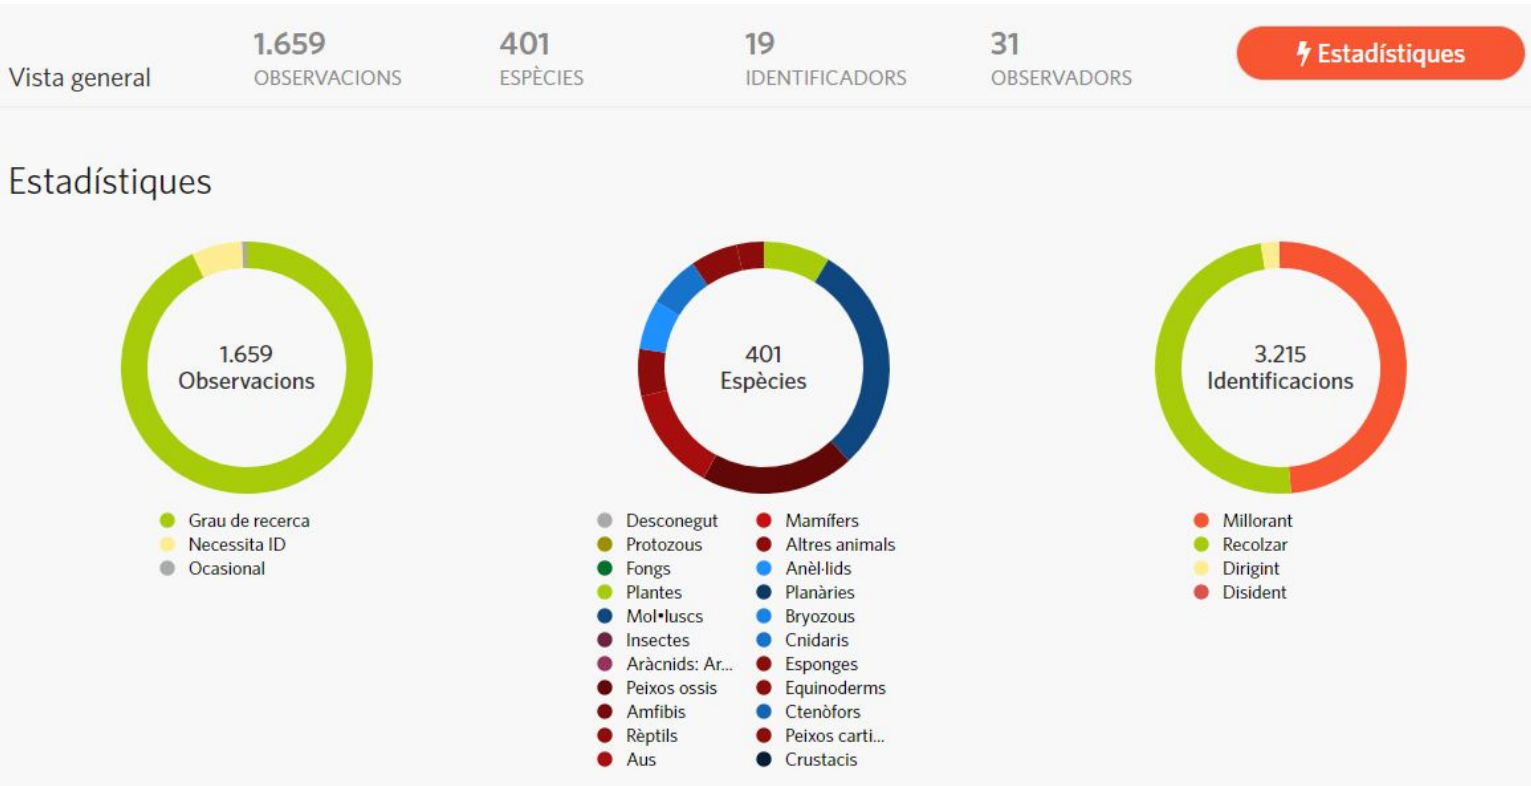 Vista general
1.659
OBSERVACIONS
401
ESPÈCIES
19
IDENTIFICADORS
31
OBSERVADORS
Estadístiques
Estadístiques
1.659
Observacions
Grau de recerca
Necessita ID
Ocasional
401
Espècies
Desconegut
Protozous
Fongs
Plantes
Mol•luscs
Insectes
Aràcnids: Ar...
Peixos ossis
Amfibis
Rèptils
Aus
Mamífers
Altres animals
Anèl·lids
Planàries
Bryozous
Cnidaris
Esponges
Equinoderms
Ctenòfors
Peixos carti...
Crustacis
3.215
Identificacions
Millorant
Recolzar
Dirigint
Disident